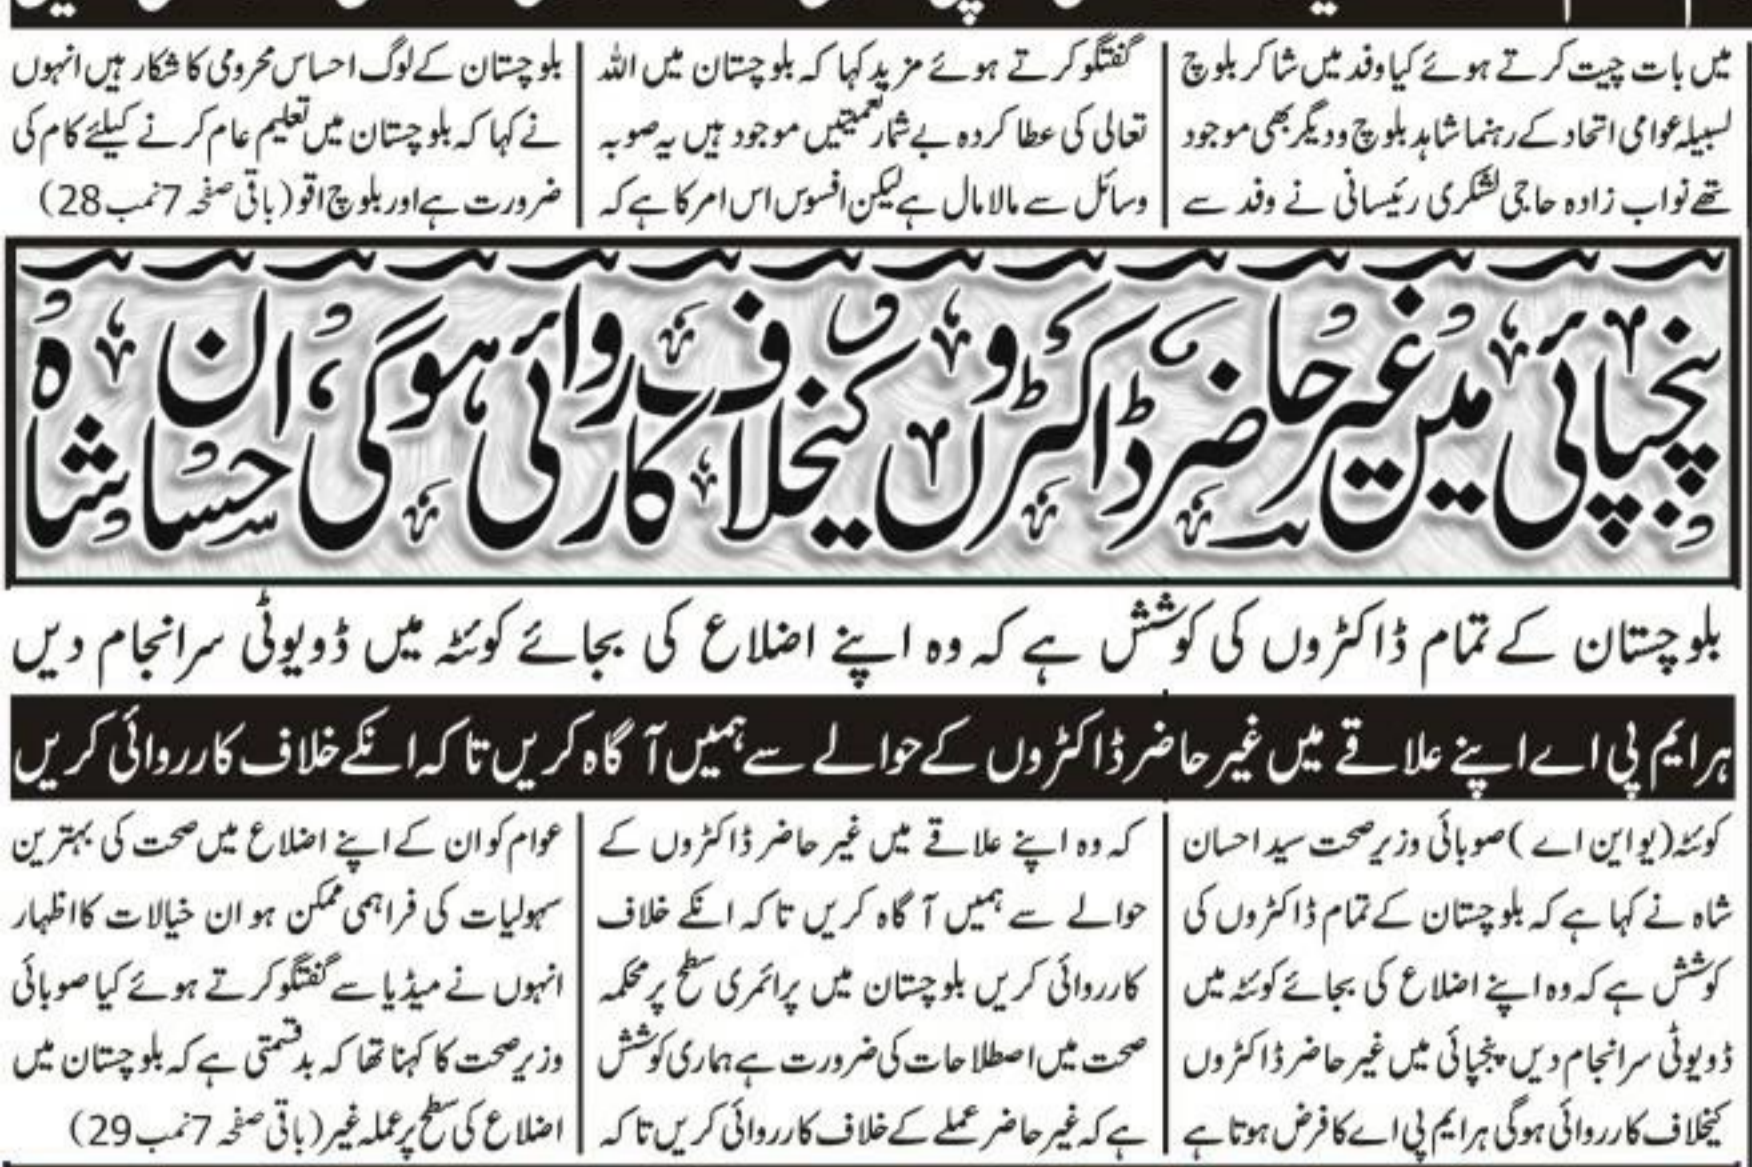 میں بات چیت کرتے ہوئے کیا وفد میں شاکر بلوچ
لسبیلہ عوامی اتحاد کے رہنما شاہد بلوچ ودیگر بھی موجود
تھے نواب زادہ حاجی لشکری رئیسانی نے وفد سے
گفتگو کرتے ہوئے مزید کہا کہ بلوچستان میں اللہ
تعالی کی عطا کردہ بے شمار نعمیتیں موجود ہیں یہ صوبہ
وسائل سے مالا مال ہے لیکن افسوس اس امر کا ہے کہ
بلوچستان کے لوگ احساس محرومی کا شکار ہیں انہوں
نے کہا کہ بلوچستان میں تعلیم عام کرنے کیلئے کام کی
ضرورت ہے اور بلوچ اقو (باقی صفحہ 7 نمب 28)
پنجپائی میں غیر حاضر ڈاکٹروں کیخلاف کارروائی ہوگی، احسان شاہ
بلوچستان کے تمام ڈاکٹروں کی کوشش ہے کہ وہ اپنے اضلاع کی بجائے کوئٹہ میں ڈویوٹی سرانجام دیں
ہر ایم پی اے اپنے علاقے میں غیر حاضر ڈاکٹروں کے حوالے سے ہمیں آگاہ کریں تاکہ انکے خلاف کارروائی کریں
کوئٹہ (یو این اے) صوبائی وزیر صحت سید احسان
شاہ نے کہا ہے کہ بلوچستان کے تمام ڈاکٹروں کی
کوشش ہے کہ وہ اپنے اضلاع کی بجائے کوئٹہ میں
ڈویوٹی سرانجام دیں پنجپائی میں غیر حاضر ڈاکٹروں
کیخلاف کارروائی ہوگی ہر ایم پی اے کا فرض ہوتا ہے
کہ وہ اپنے علاقے میں غیر حاضر ڈاکٹروں کے
حوالے سے ہمیں آگاہ کریں تاکہ انکے خلاف
کارروائی کریں بلوچستان میں پرائمری سطح پر محکمہ
صحت میں اصطلاحات کی ضرورت ہے ہماری کوشش
ہے کہ غیر حاضر عملے کے خلاف کارروائی کریں تاکہ
عوام کو ان کے اپنے اضلاع میں صحت کی بہترین
سہولیات کی فراہمی ممکن ہو ان خیالات کا اظہار
انہوں نے میڈیا سے گفتگو کرتے ہوئے کیا صوبائی
وزیر صحت کا کہنا تھا کہ بدقسمتی ہے کہ بلوچستان میں
اضلاع کی سطح پر عملہ غیر (باقی صفحہ 7 نمب 29)